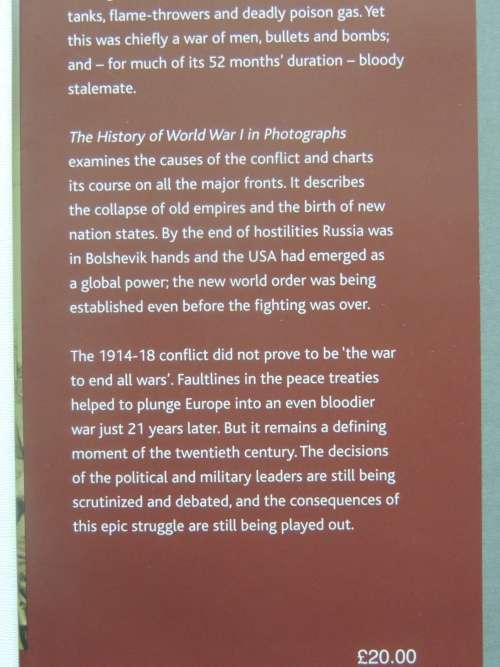 tanks, flame-throwers and deadly poison gas. Yet
this was chiefly a war of men, bullets and bombs;
and – for much of its 52 months' duration – bloody
stalemate.
The History of World War I in Photographs
examines the causes of the conflict and charts
its course on all the major fronts. It describes
the collapse of old empires and the birth of new
nation states. By the end of hostilities Russia was
in Bolshevik hands and the USA had emerged as
a global power; the new world order was being
established even before the fighting was over.
The 1914-18 conflict did not prove to be 'the war
to end all wars'. Faultlines in the peace treaties
helped to plunge Europe into an even bloodier
war just 21 years later. But it remains a defining
moment of the twentieth century. The decisions
of the political and military leaders are still being
scrutinized and debated, and the consequences of
this epic struggle are still being played out.
£20.00